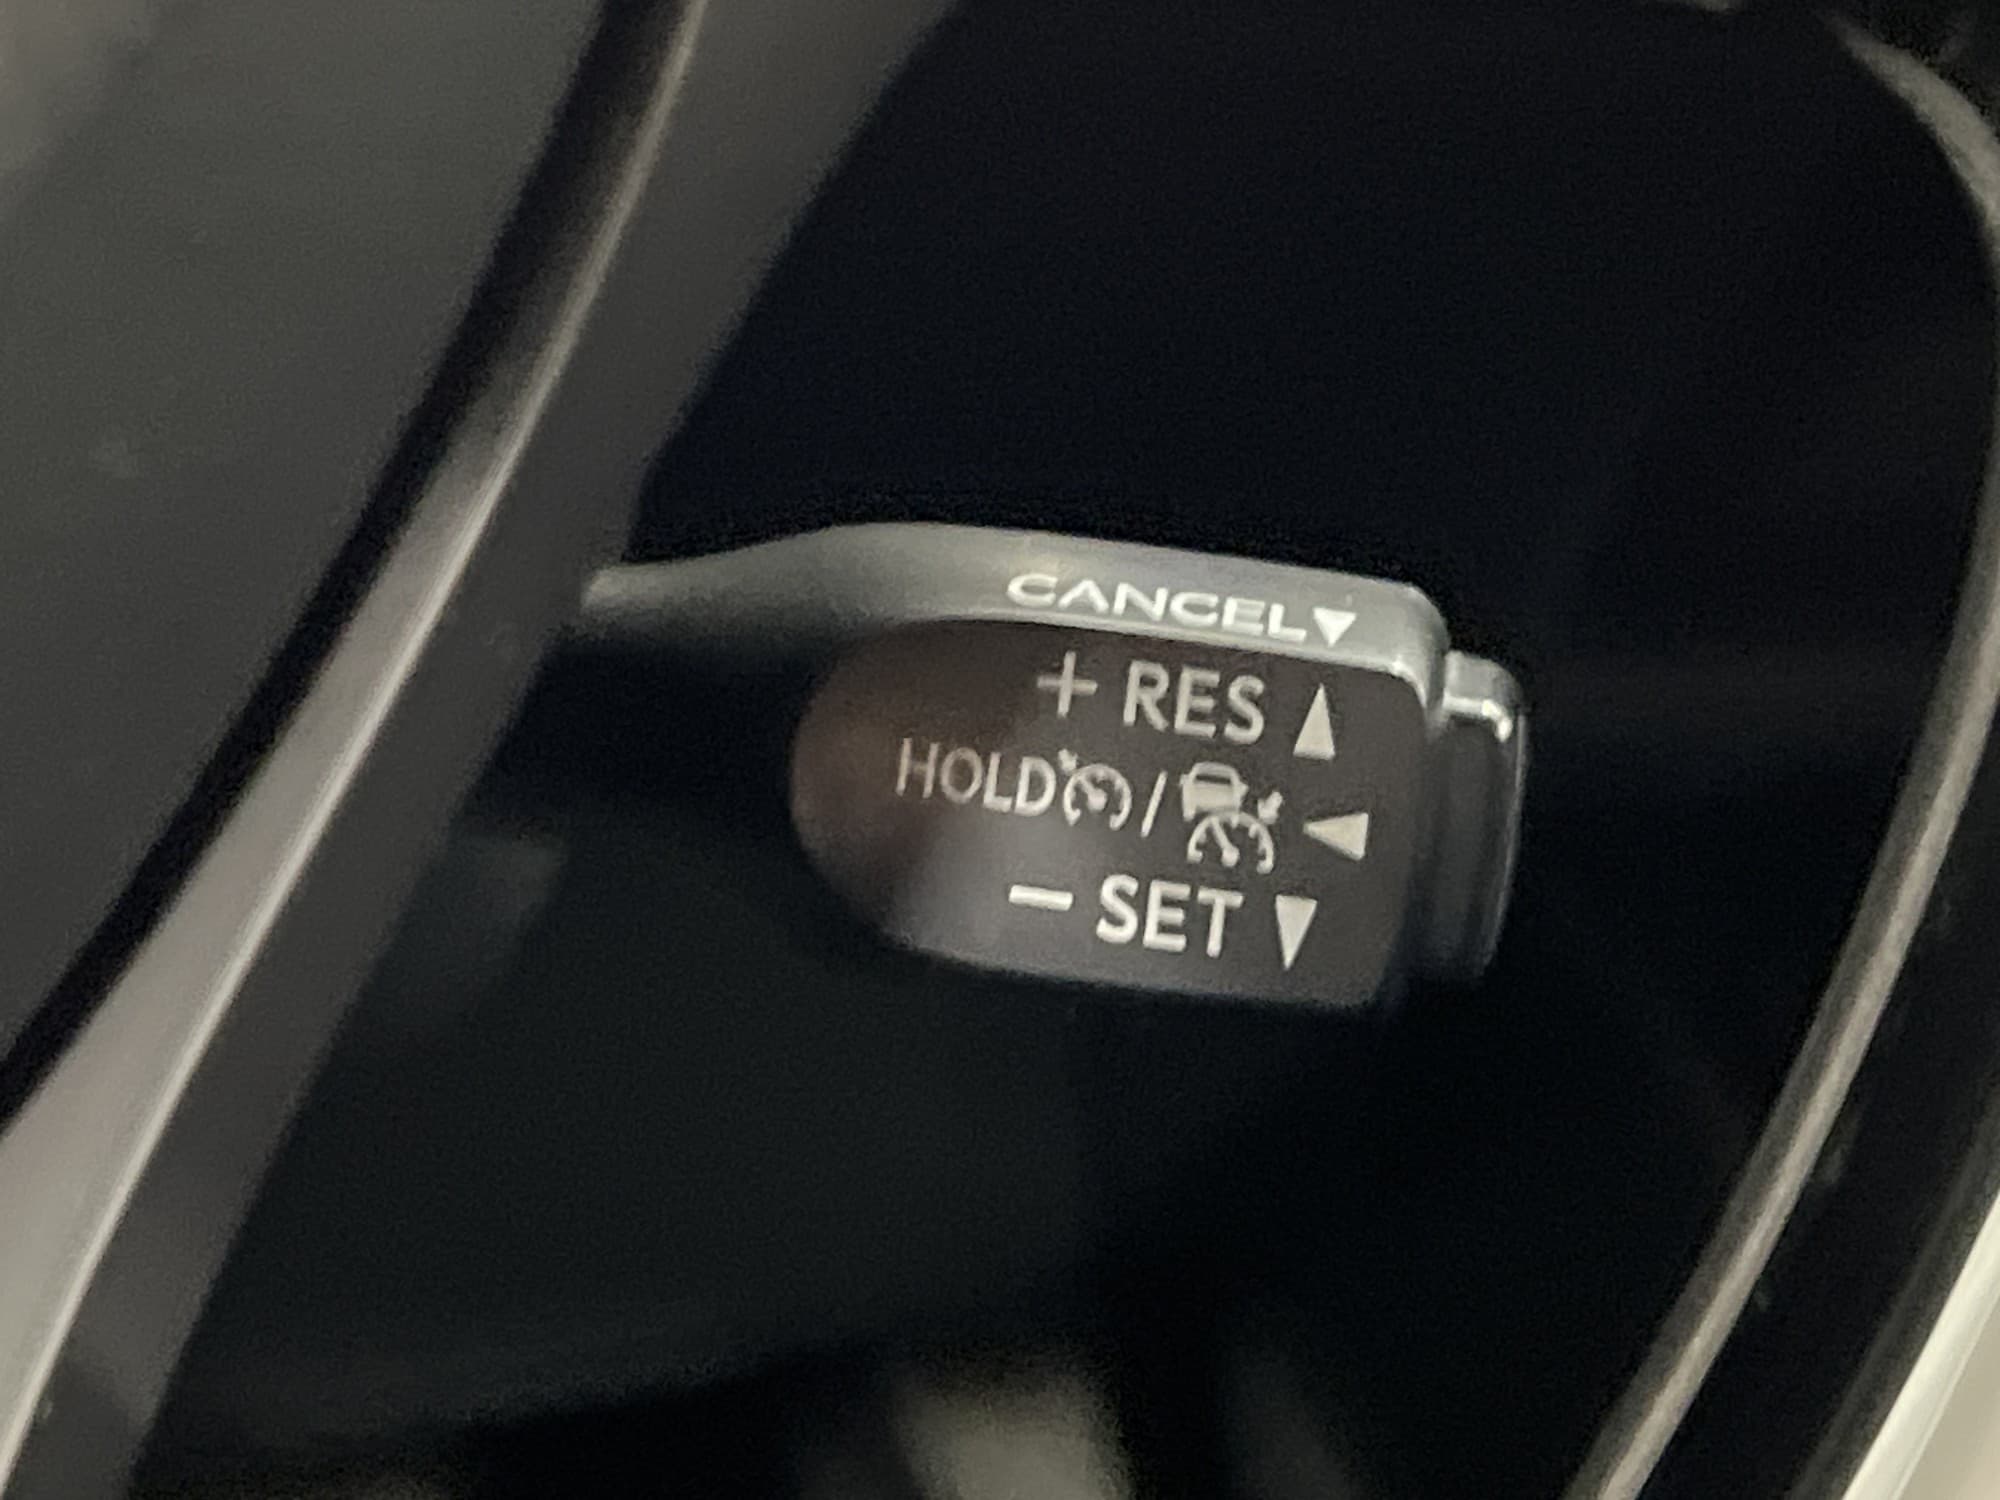 CANCEL▼
+ RES ▲
HOLD / ◀
− SET ▼